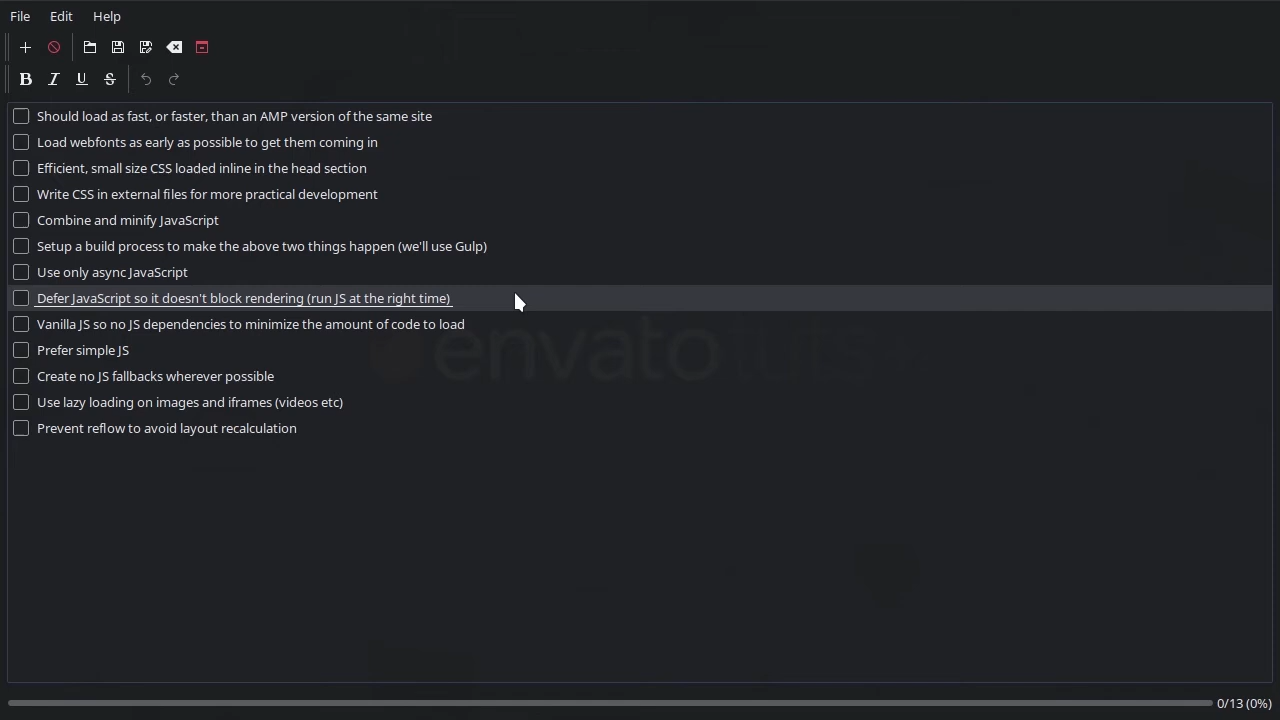 File Edit Help
B I U S
Should load as fast, or faster, than an AMP version of the same site
Load webfonts as early as possible to get them coming in
Efficient, small size CSS loaded inline in the head section
Write CSS in external files for more practical development
Combine and minify JavaScript
Setup a build process to make the above two things happen (we'll use Gulp)
Use only async JavaScript
Defer JavaScript so it doesn't block rendering (run JS at the right time)
Vanilla JS so no JS dependencies to minimize the amount of code to load
envato tuts
Prefer simple JS
Create no JS fallbacks wherever possible
Use lazy loading on images and iframes (videos etc)
Prevent reflow to avoid layout recalculation
0/13 (0%)